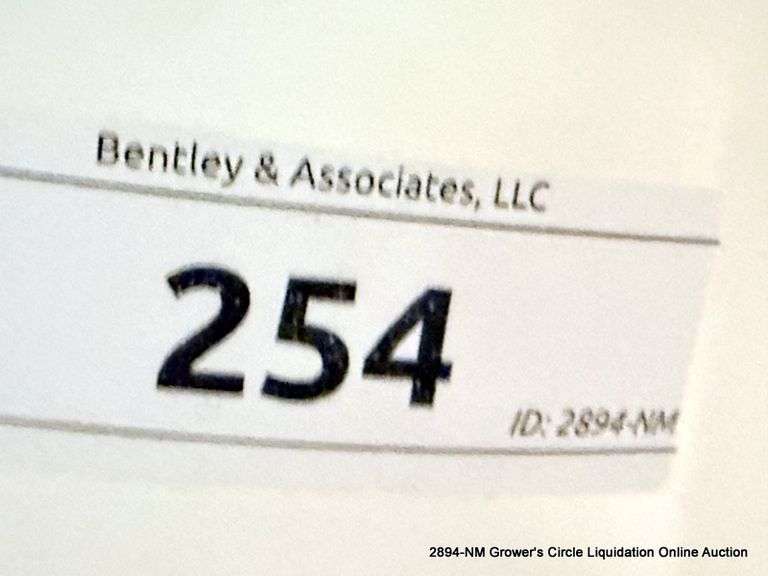 Bentley & Associates, LLC
254
ID: 2894-NM
2894-NM Grower's Circle Liquidation Online Auction